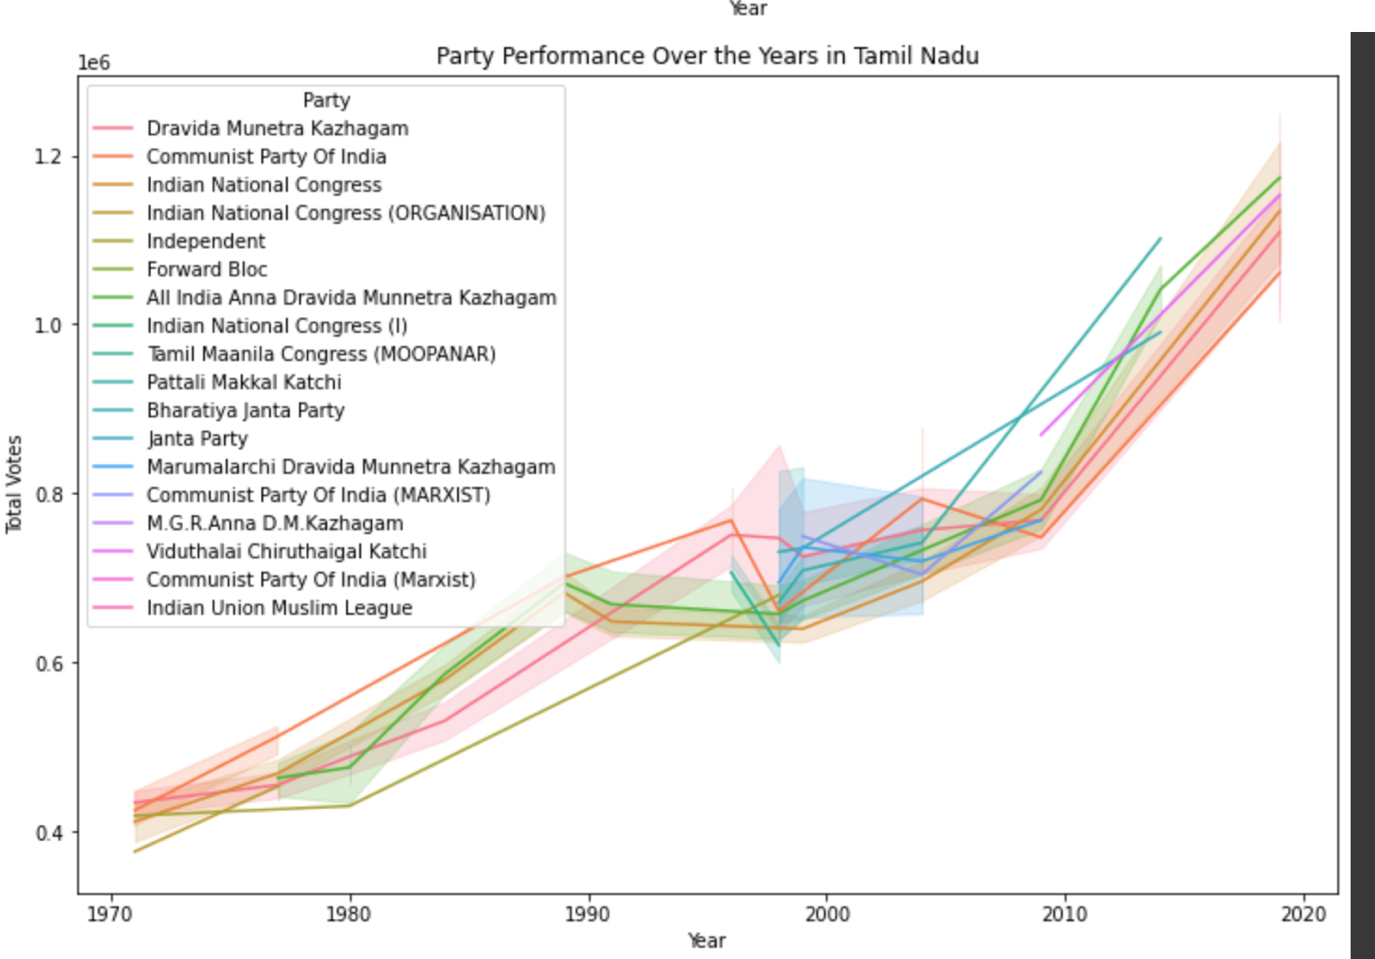 Year
Party Performance Over the Years in Tamil Nadu
1e6
Party
Dravida Munetra Kazhagam
Communist Party Of India
Indian National Congress
Indian National Congress (ORGANISATION)
Independent
Forward Bloc
All India Anna Dravida Munnetra Kazhagam
Indian National Congress (I)
Tamil Maanila Congress (MOOPANAR)
Pattali Makkal Katchi
Bharatiya Janta Party
Janta Party
Marumalarchi Dravida Munnetra Kazhagam
Communist Party Of India (MARXIST)
M.G.R.Anna D.M.Kazhagam
Viduthalai Chiruthaigal Katchi
Communist Party Of India (Marxist)
Indian Union Muslim League
1.2
1.0
0.8
0.6
0.4
Total Votes
1970 1980 1990 2000 2010 2020
Year